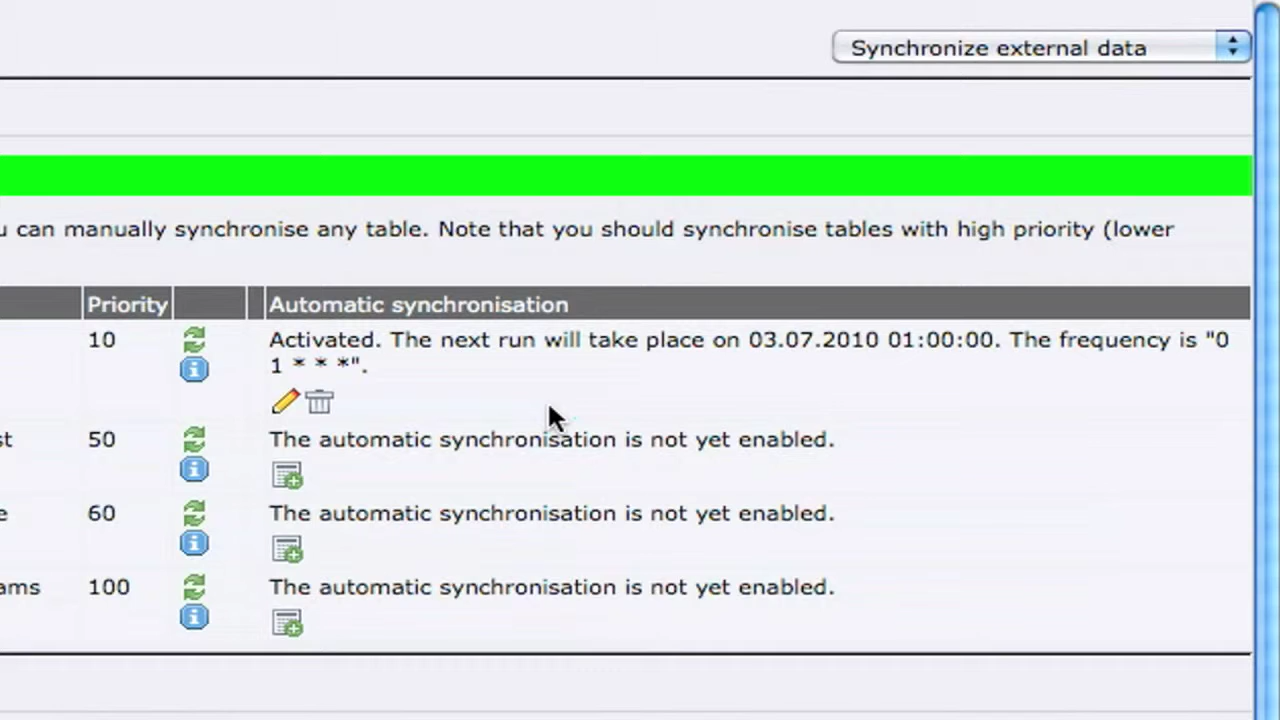 Synchronize external data
can manually synchronise any table. Note that you should synchronise tables with high priority (lower
Priority Automatic synchronisation
10 Activated. The next run will take place on 03.07.2010 01:00:00. The frequency is "0
1 * * *".
50 The automatic synchronisation is not yet enabled.
60 The automatic synchronisation is not yet enabled.
100 The automatic synchronisation is not yet enabled.